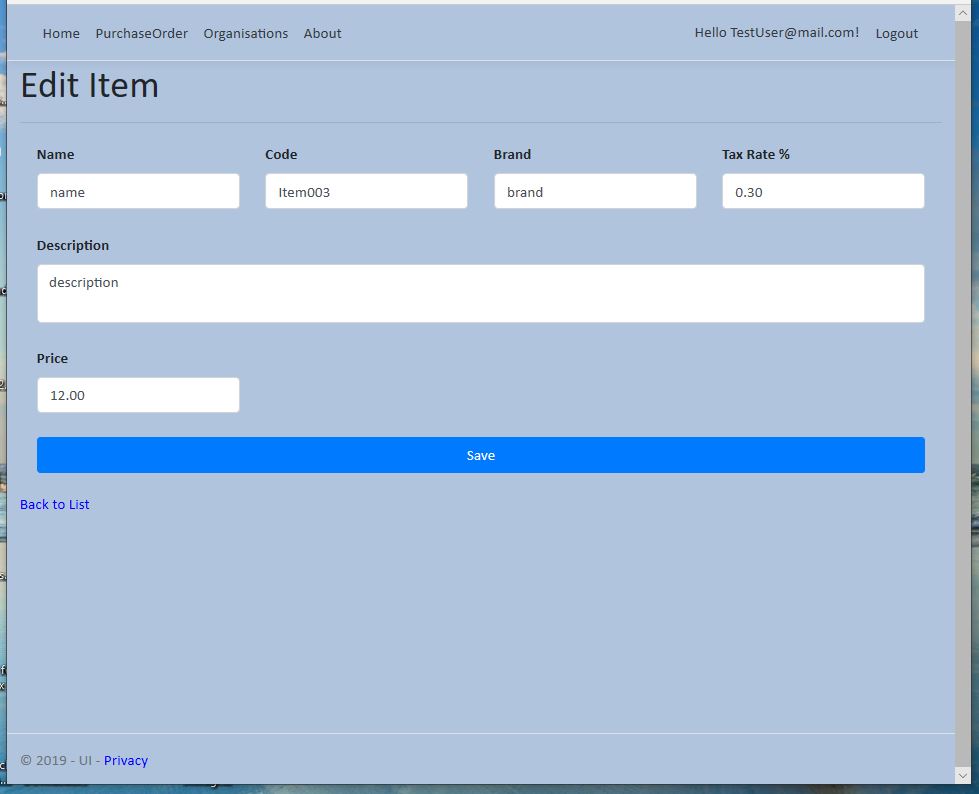 Home PurchaseOrder Organisations About Hello TestUser@mail.com! Logout
Edit Item
Name Code Brand Tax Rate %
name Item003 brand 0.30
Description
description
Price
12.00
Save
Back to List
© 2019 - UI - Privacy